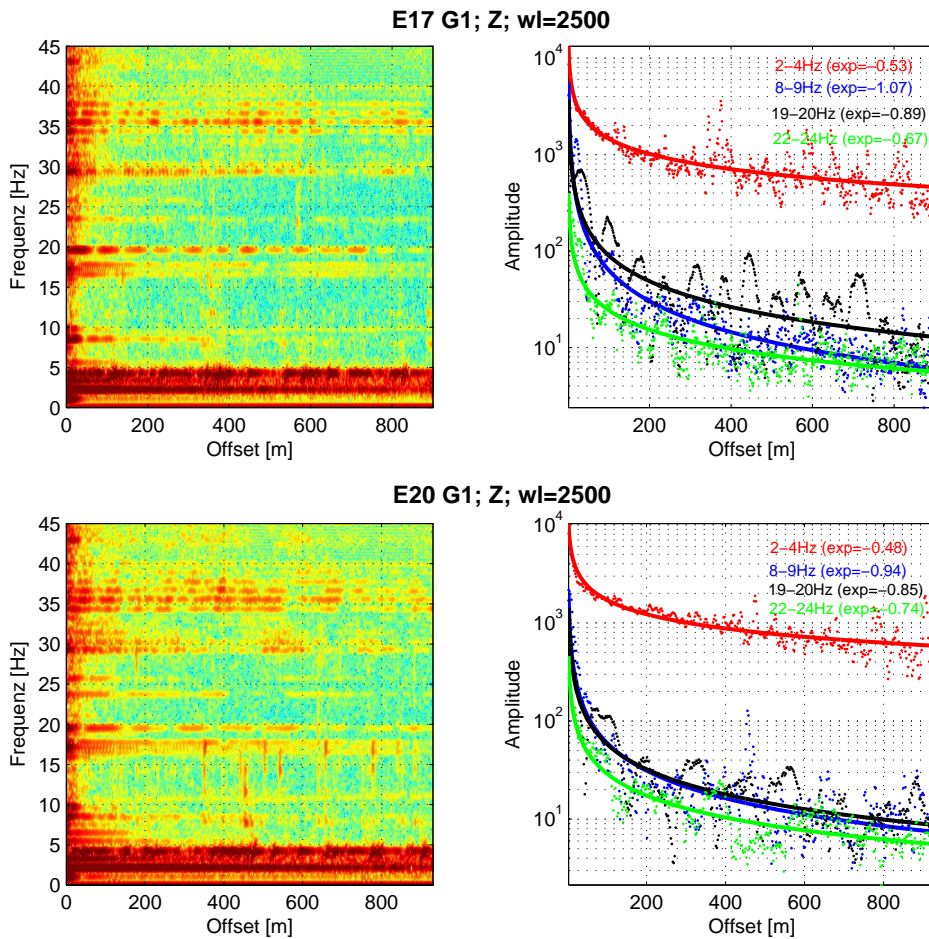 E17 G1; Z; wl=2500
Frequenz [Hz]
45
40
35
30
25
20
15
10
5
0
0 200 400 600 800
Offset [m]
Amplitude
10^4
10^3
10^2
10^1
2−4Hz (exp=−0.53)
8−9Hz (exp=−1.07)
19−20Hz (exp=−0.89)
22−24Hz (exp=−0.67)
200 400 600 800
Offset [m]
E20 G1; Z; wl=2500
Frequenz [Hz]
45
40
35
30
25
20
15
10
5
0
0 200 400 600 800
Offset [m]
Amplitude
10^4
10^3
10^2
10^1
2−4Hz (exp=−0.48)
8−9Hz (exp=−0.94)
19−20Hz (exp=−0.85)
22−24Hz (exp=−0.74)
200 400 600 800
Offset [m]